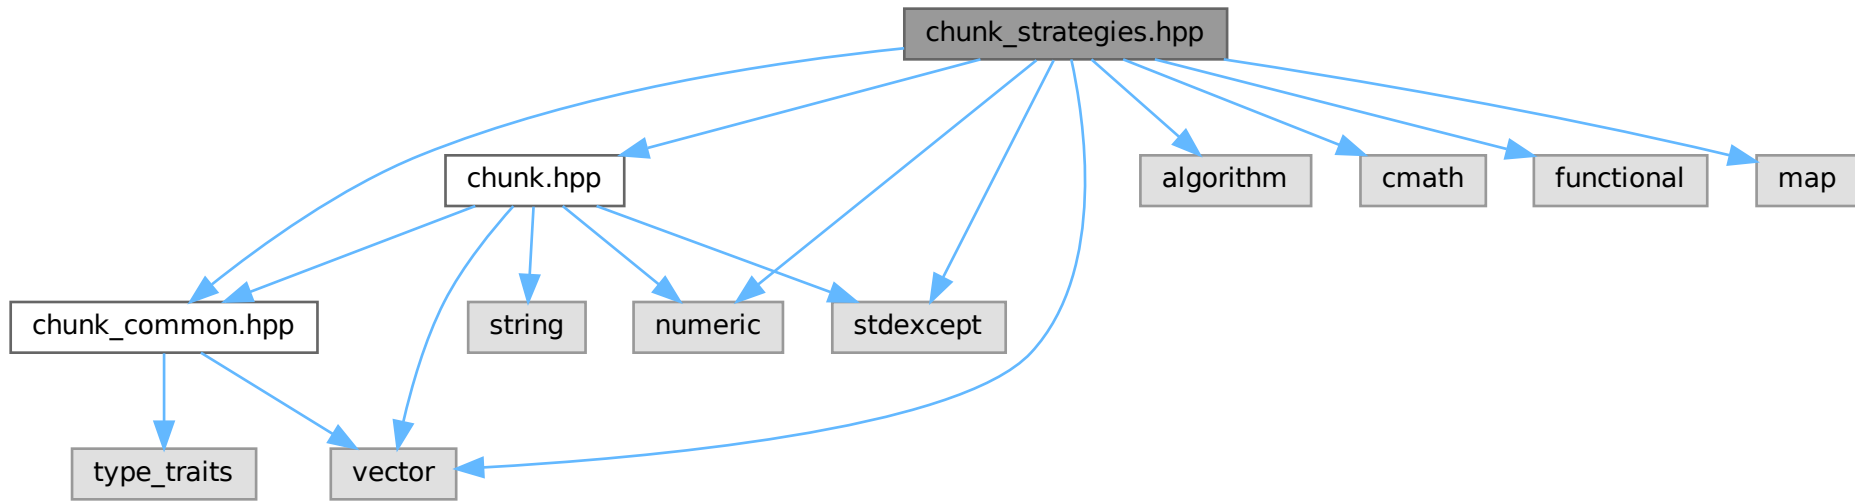 chunk_strategies.hpp
chunk.hpp
algorithm
cmath
functional
map
chunk_common.hpp
string
numeric
stdexcept
type_traits
vector